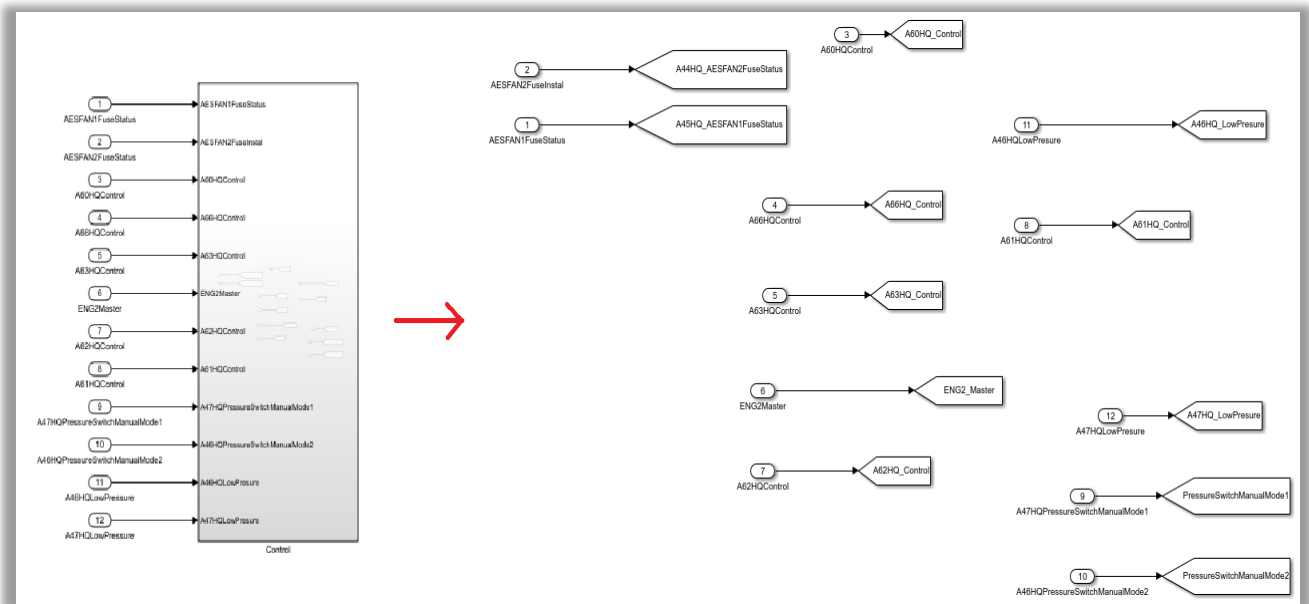 1
AESFAN1FuseStatus
AESFAN1FuseStatus
2
AESFAN2FuseStatus
AESFAN2FuseInstal
3
A60HQControl
A60HQControl
4
A66HQControl
A66HQControl
5
A63HQControl
A63HQControl
6
ENG2Master
ENG2Master
7
A62HQControl
A62HQControl
8
A61HQControl
A61HQControl
9
A47HQPressureSwitchManualMode1
A47HQPressureSwitchManualMode1
10
A46HQPressureSwitchManualMode2
A46HQPressureSwitchManualMode2
11
A46HQLowPressure
A46HQLowPresure
12
A47HQLowPressure
A47HQLowPresure
Control
3
A60HQControl
A60HQ_Control
2
AESFAN2FuseInstal
A44HQ_AESFAN2FuseStatus
1
AESFAN1FuseStatus
A45HQ_AESFAN1FuseStatus
11
A46HQLowPresure
A46HQ_LowPresure
4
A66HQControl
A66HQ_Control
8
A61HQControl
A61HQ_Control
5
A63HQControl
A63HQ_Control
6
ENG2Master
ENG2_Master
12
A47HQLowPresure
A47HQ_LowPresure
7
A62HQControl
A62HQ_Control
9
A47HQPressureSwitchManualMode1
PressureSwitchManualMode1
10
A46HQPressureSwitchManualMode2
PressureSwitchManualMode2